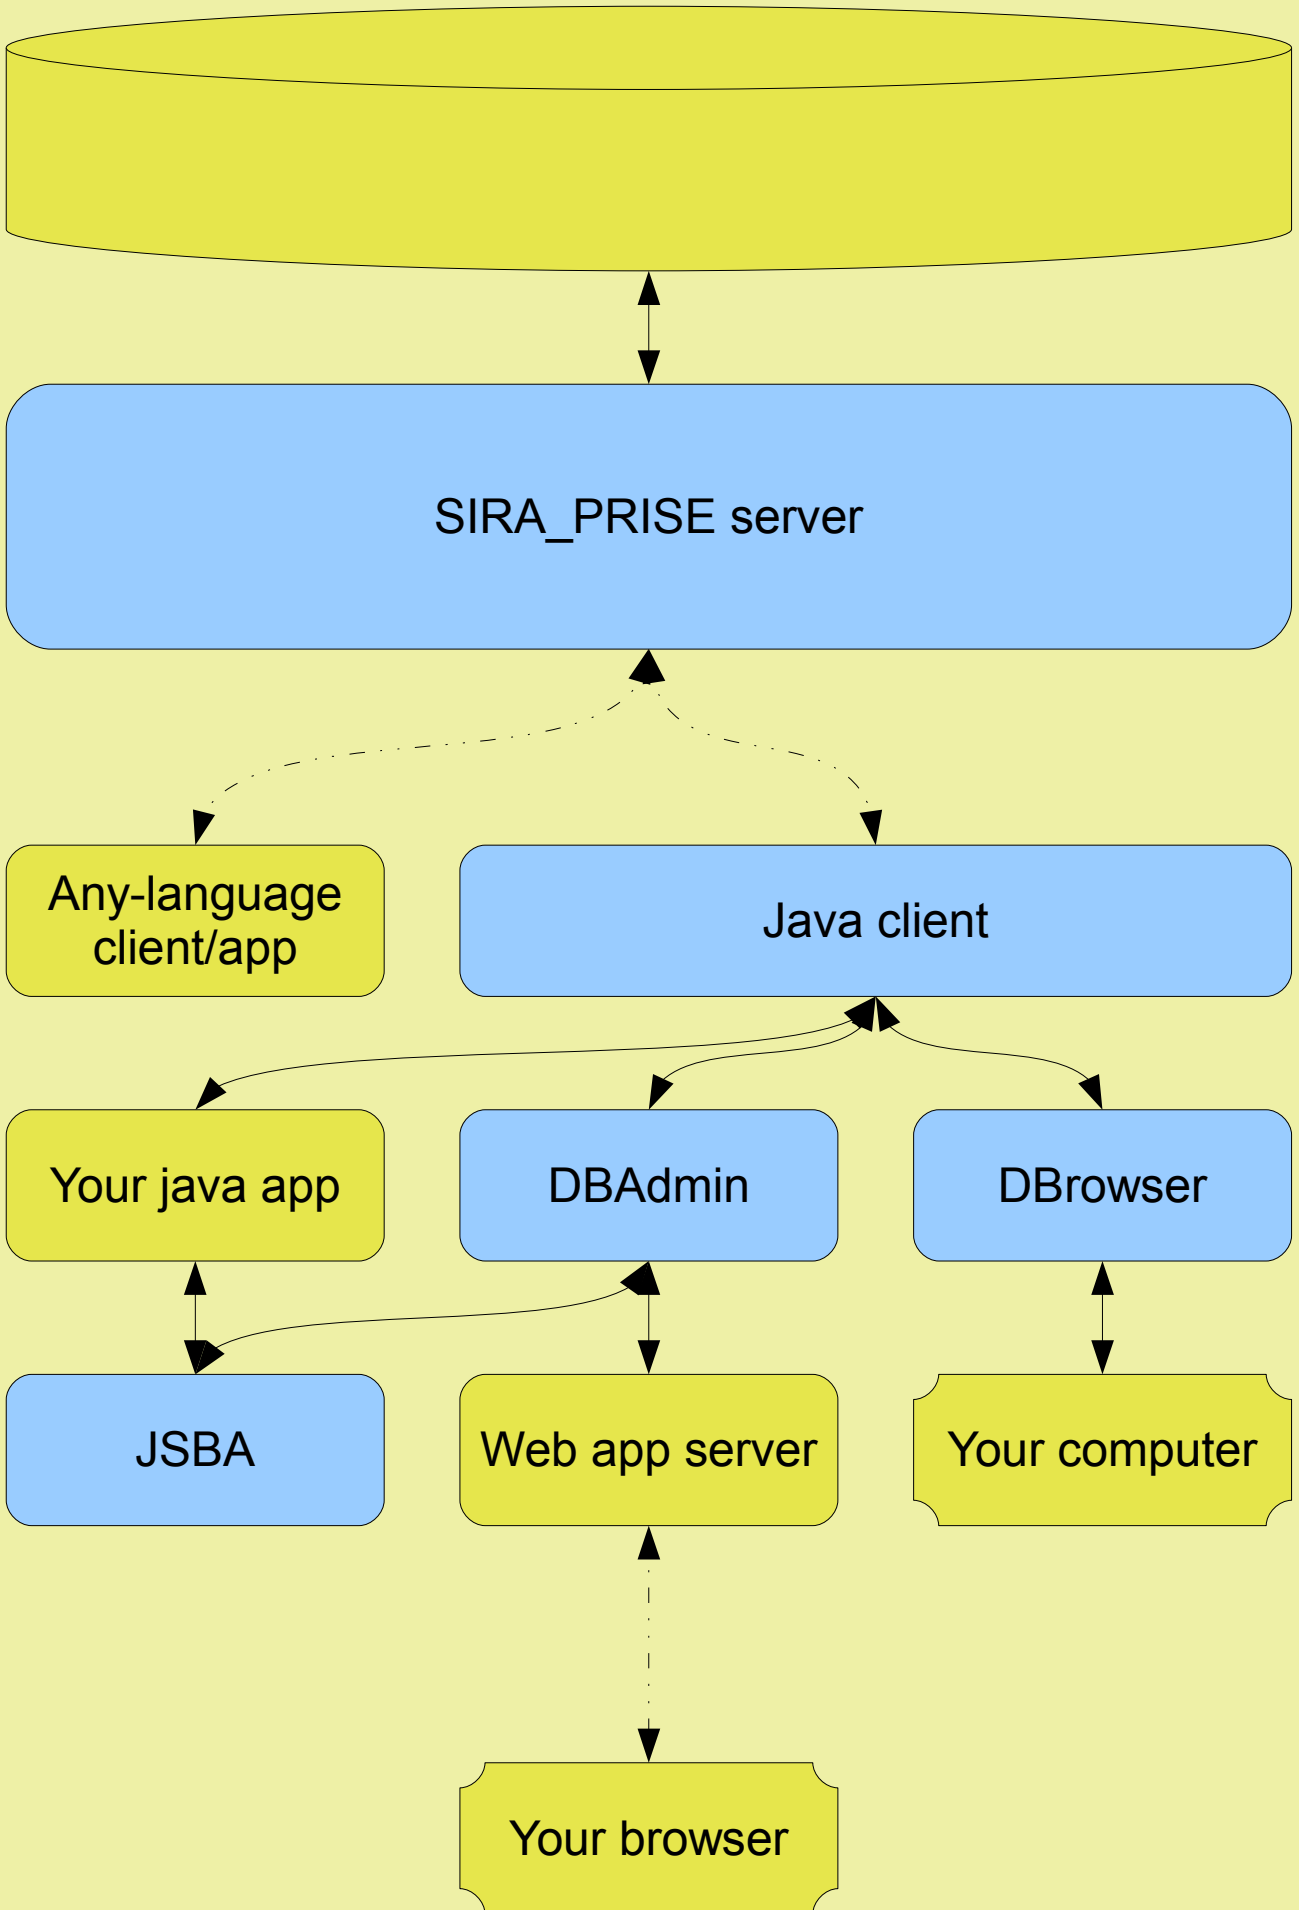 SIRA_PRISE server
Any-language
client/app
Java client
Your java app
DBAdmin
DBrowser
JSBA
Web app server
Your computer
Your browser